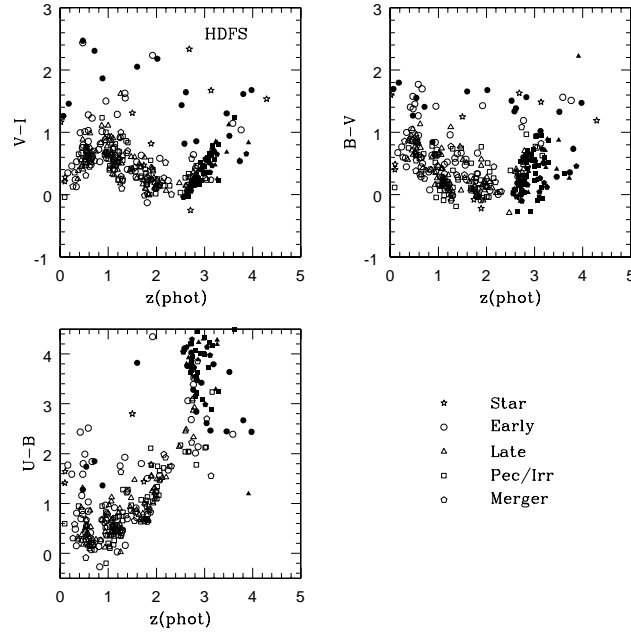 HDFS
3
2
1
0
-1
V-I
0 1 2 3 4 5
z(phot)
3
2
1
0
-1
B-V
0 1 2 3 4 5
z(phot)
4
3
2
1
0
U-B
0 1 2 3 4 5
z(phot)
Star
Early
Late
Pec/Irr
Merger